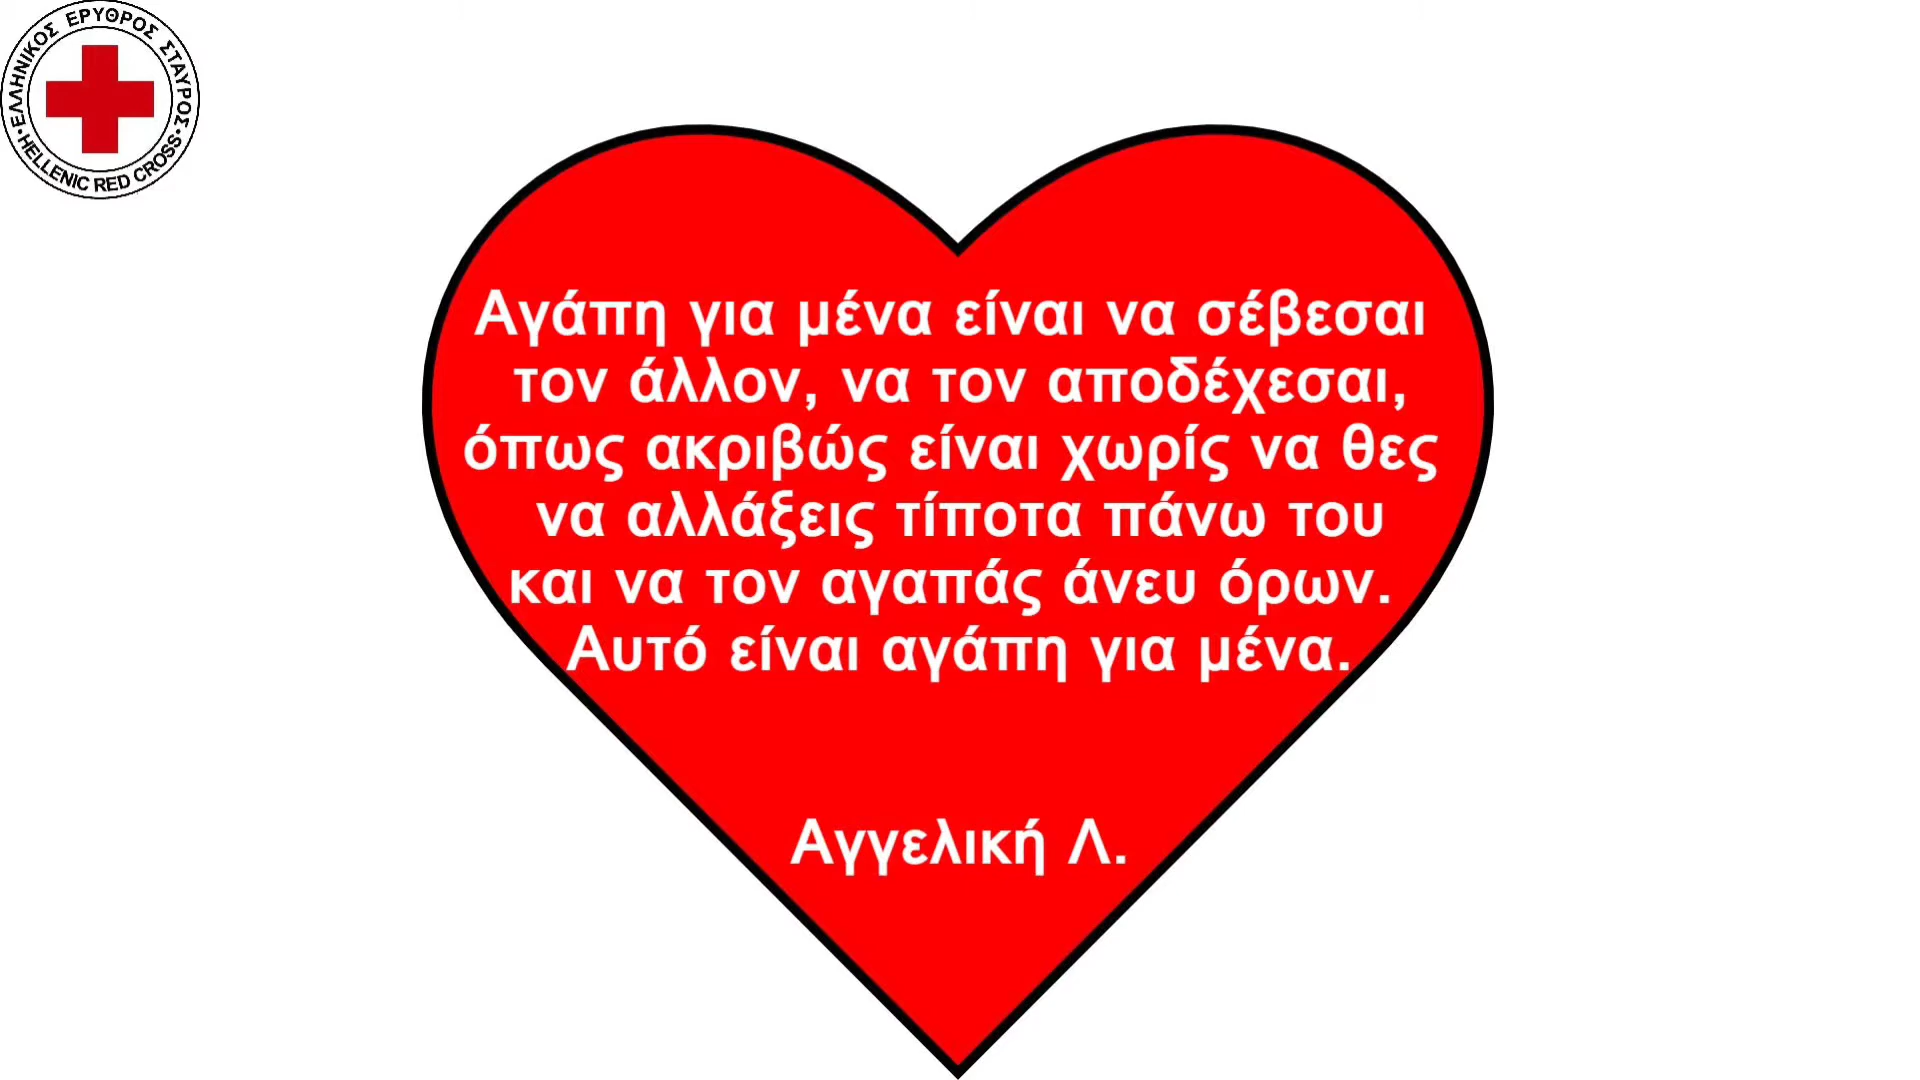 ΕΛΛΗΝΙΚΟΣ ΕΡΥΘΡΟΣ ΣΤΑΥΡΟΣ
• HELLENIC RED CROSS •
Αγάπη για μένα είναι να σέβεσαι
τον άλλον, να τον αποδέχεσαι,
όπως ακριβώς είναι χωρίς να θες
να αλλάξεις τίποτα πάνω του
και να τον αγαπάς άνευ όρων.
Αυτό είναι αγάπη για μένα.
Αγγελική Λ.